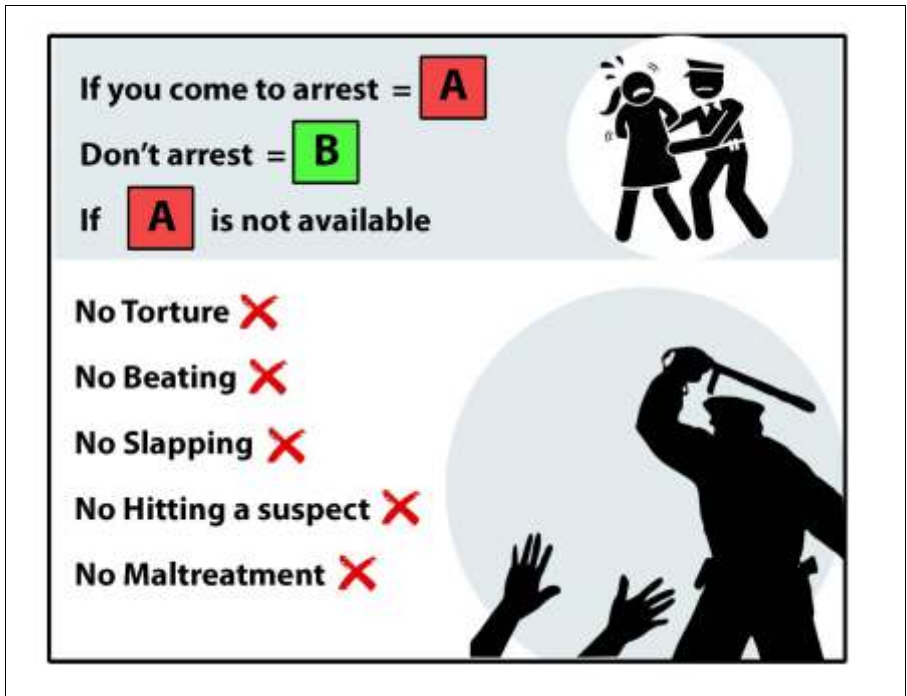 If you come to arrest = A
Don't arrest = B
If A is not available
No Torture
No Beating
No Slapping
No Hitting a suspect
No Maltreatment